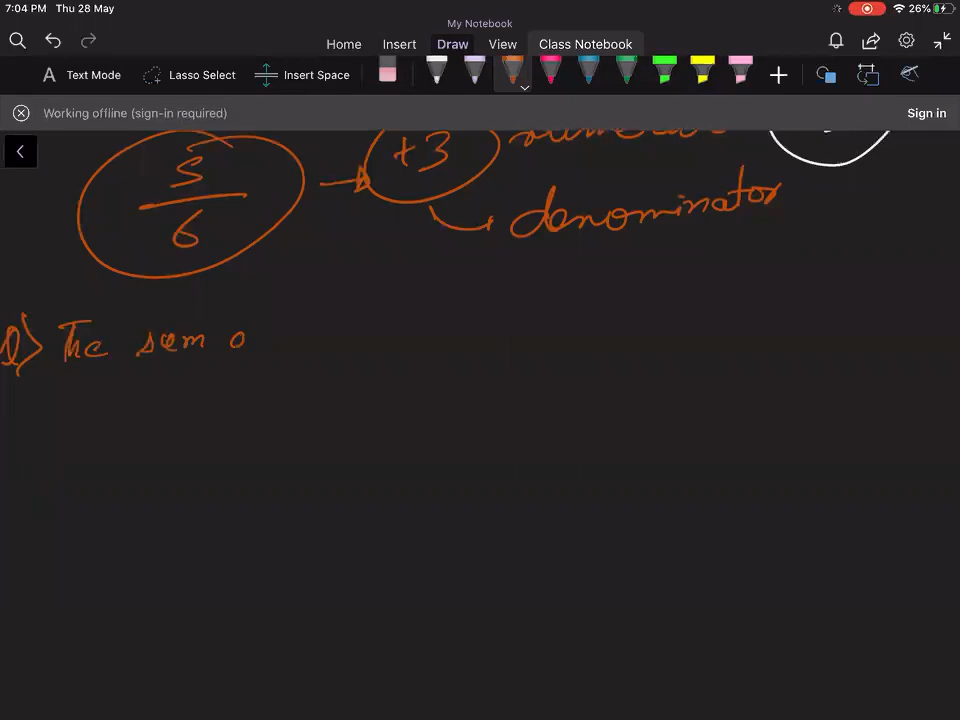 7:04 PM Thu 28 May
26%
My Notebook
Home Insert Draw View Class Notebook
A Text Mode Lasso Select Insert Space
Working offline (sign-in required) Sign in
5
6
+3
denominator
Q) The sum o